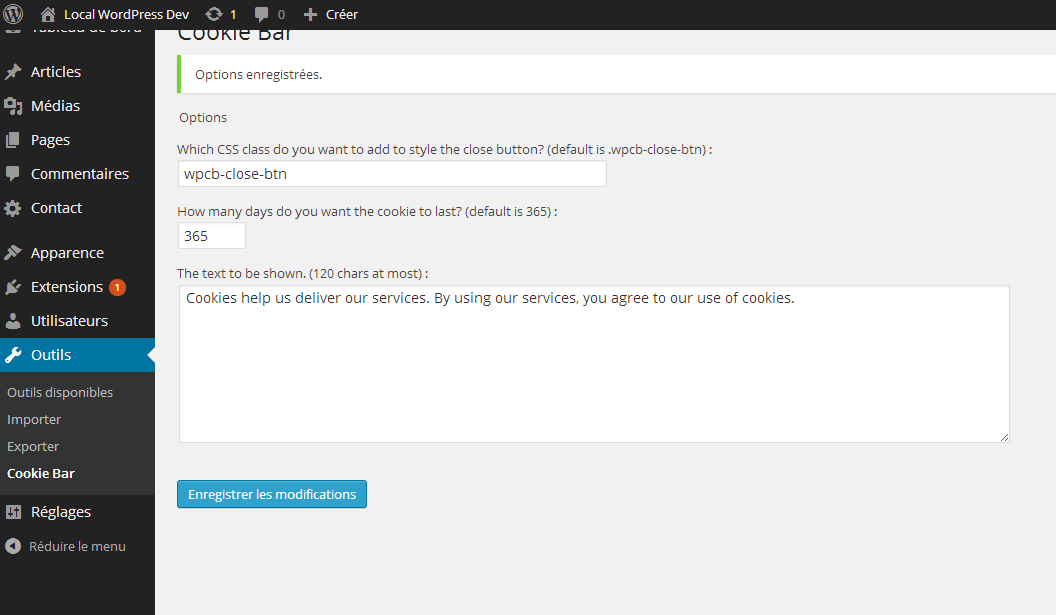 Local WordPress Dev 1 0 Créer
Tableau de bord
Cookie Bar
Articles
Médias
Pages
Commentaires
Contact
Apparence
Extensions 1
Utilisateurs
Outils
Outils disponibles
Importer
Exporter
Cookie Bar
Réglages
Réduire le menu
Options enregistrées.
Options
Which CSS class do you want to add to style the close button? (default is .wpcb-close-btn) :
wpcb-close-btn
How many days do you want the cookie to last? (default is 365) :
365
The text to be shown. (120 chars at most) :
Cookies help us deliver our services. By using our services, you agree to our use of cookies.
Enregistrer les modifications